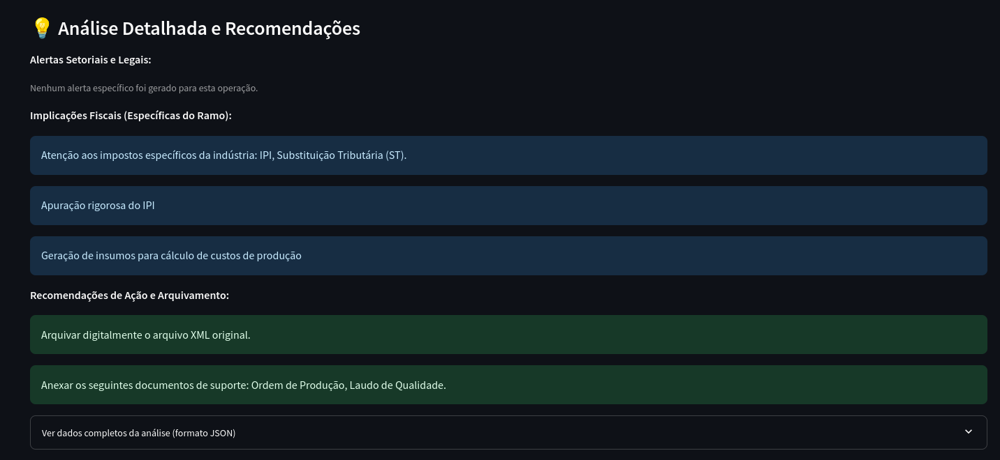 💡 Análise Detalhada e Recomendações
Alertas Setoriais e Legais:
Nenhum alerta específico foi gerado para esta operação.
Implicações Fiscais (Específicas do Ramo):
Atenção aos impostos específicos da indústria: IPI, Substituição Tributária (ST).
Apuração rigorosa do IPI
Geração de insumos para cálculo de custos de produção
Recomendações de Ação e Arquivamento:
Arquivar digitalmente o arquivo XML original.
Anexar os seguintes documentos de suporte: Ordem de Produção, Laudo de Qualidade.
Ver dados completos da análise (formato JSON)